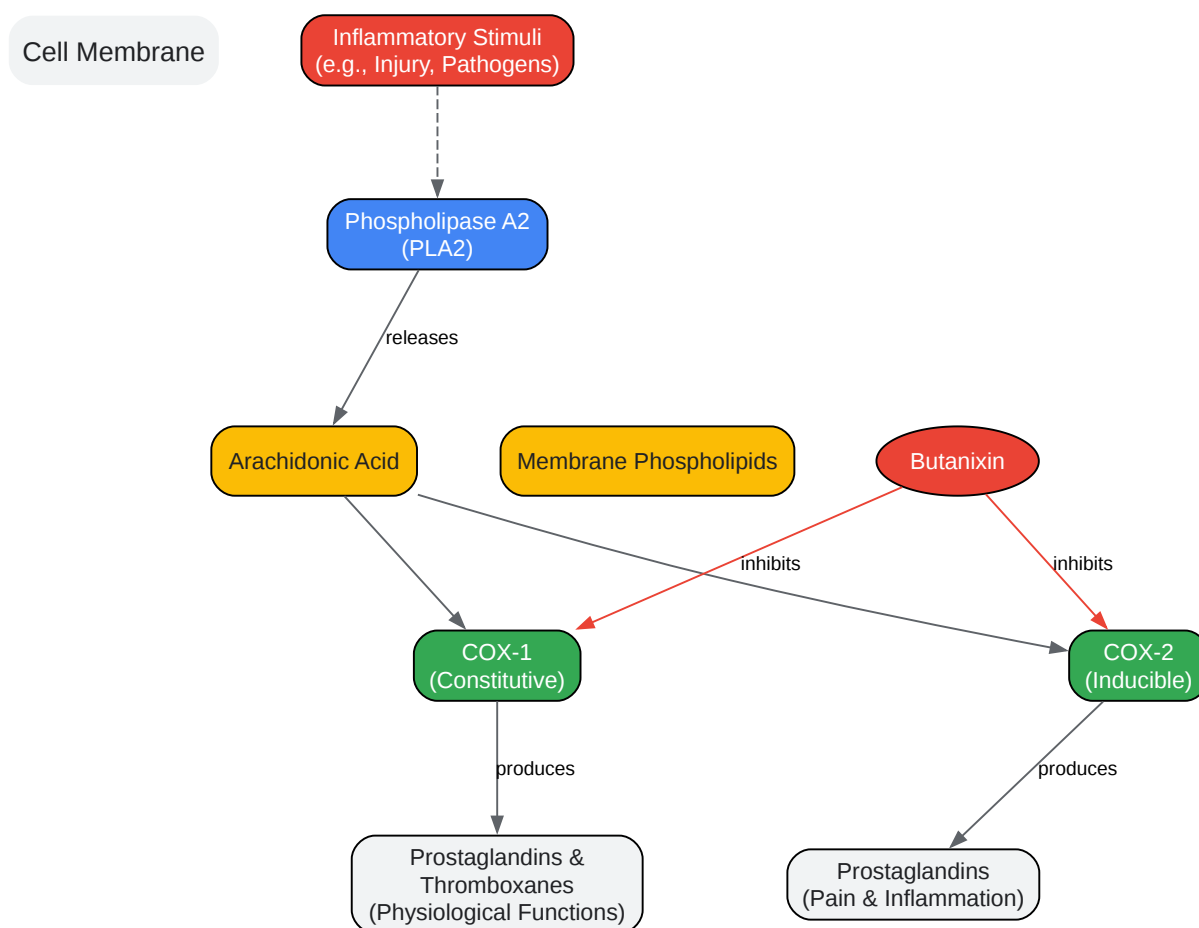 Cell Membrane
Inflammatory Stimuli
(e.g., Injury, Pathogens)
Phospholipase A2
(PLA2)
releases
Arachidonic Acid
Membrane Phospholipids
Butanixin
inhibits
inhibits
COX-1
(Constitutive)
COX-2
(Inducible)
produces
produces
Prostaglandins &
Thromboxanes
(Physiological Functions)
Prostaglandins
(Pain & Inflammation)